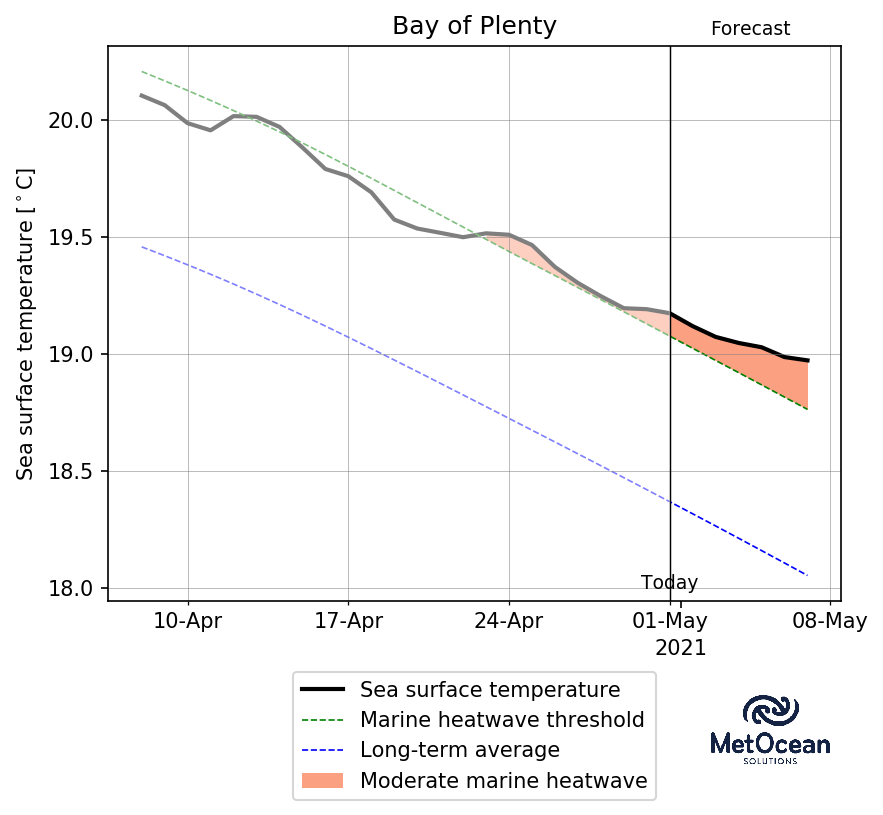 Bay of Plenty
Forecast
Sea surface temperature [°C]
20.0
19.5
19.0
18.5
18.0
Today
10-Apr 17-Apr 24-Apr 01-May 08-May
2021
Sea surface temperature
Marine heatwave threshold
Long-term average
Moderate marine heatwave
MetOcean
SOLUTIONS